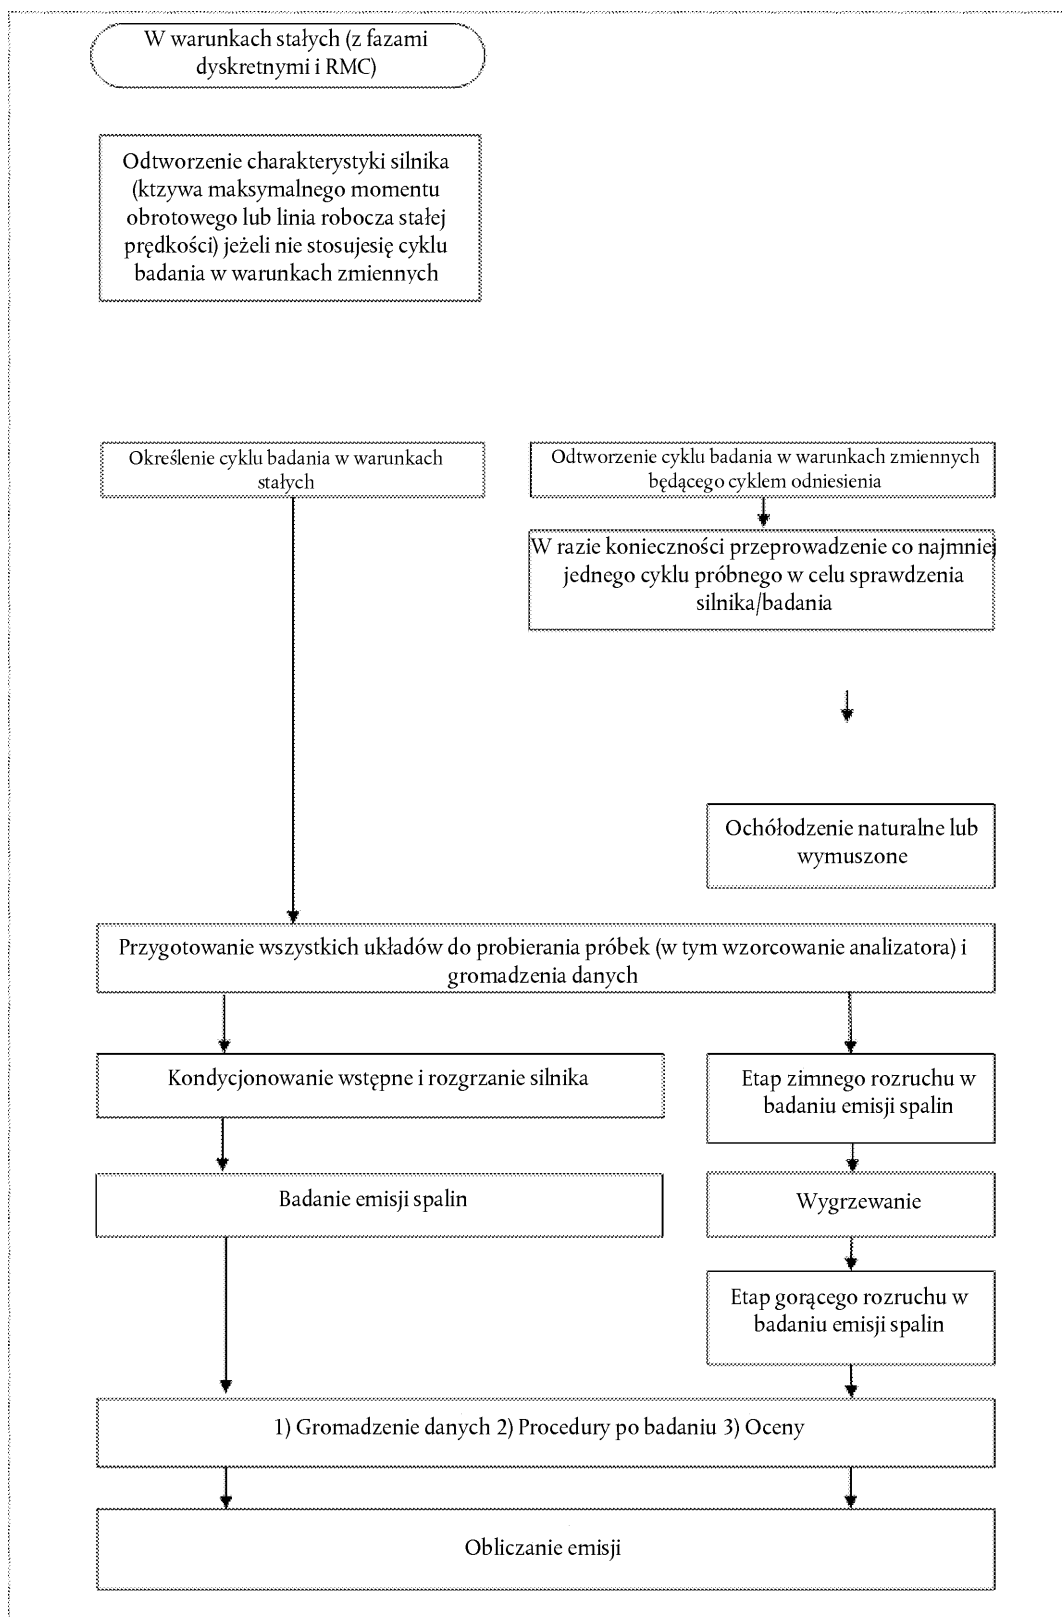 W warunkach stałych (z fazami
dyskretnymi i RMC)
Odtworzenie charakterystyki silnika
(ktzywa maksymalnego momentu
obrotowego lub linia robocza stałej
prędkości) jeżeli nie stosujesię cyklu
badania w warunkach zmiennych
Określenie cyklu badania w warunkach
stałych
Odtworzenie cyklu badania w warunkach zmiennych
będącego cyklem odniesienia
W razie konieczności przeprowadzenie co najmniej
jednego cyklu próbnego w celu sprawdzenia
silnika/badania
Ochółodzenie naturalne lub
wymuszone
Przygotowanie wszystkich układów do probierania próbek (w tym wzorcowanie analizatora) i
gromadzenia danych
Kondycjonowanie wstępne i rozgrzanie silnika
Etap zimnego rozruchu w
badaniu emisji spalin
Badanie emisji spalin
Wygrzewanie
Etap gorącego rozruchu w
badaniu emisji spalin
1) Gromadzenie danych 2) Procedury po badaniu 3) Oceny
Obliczanie emisji